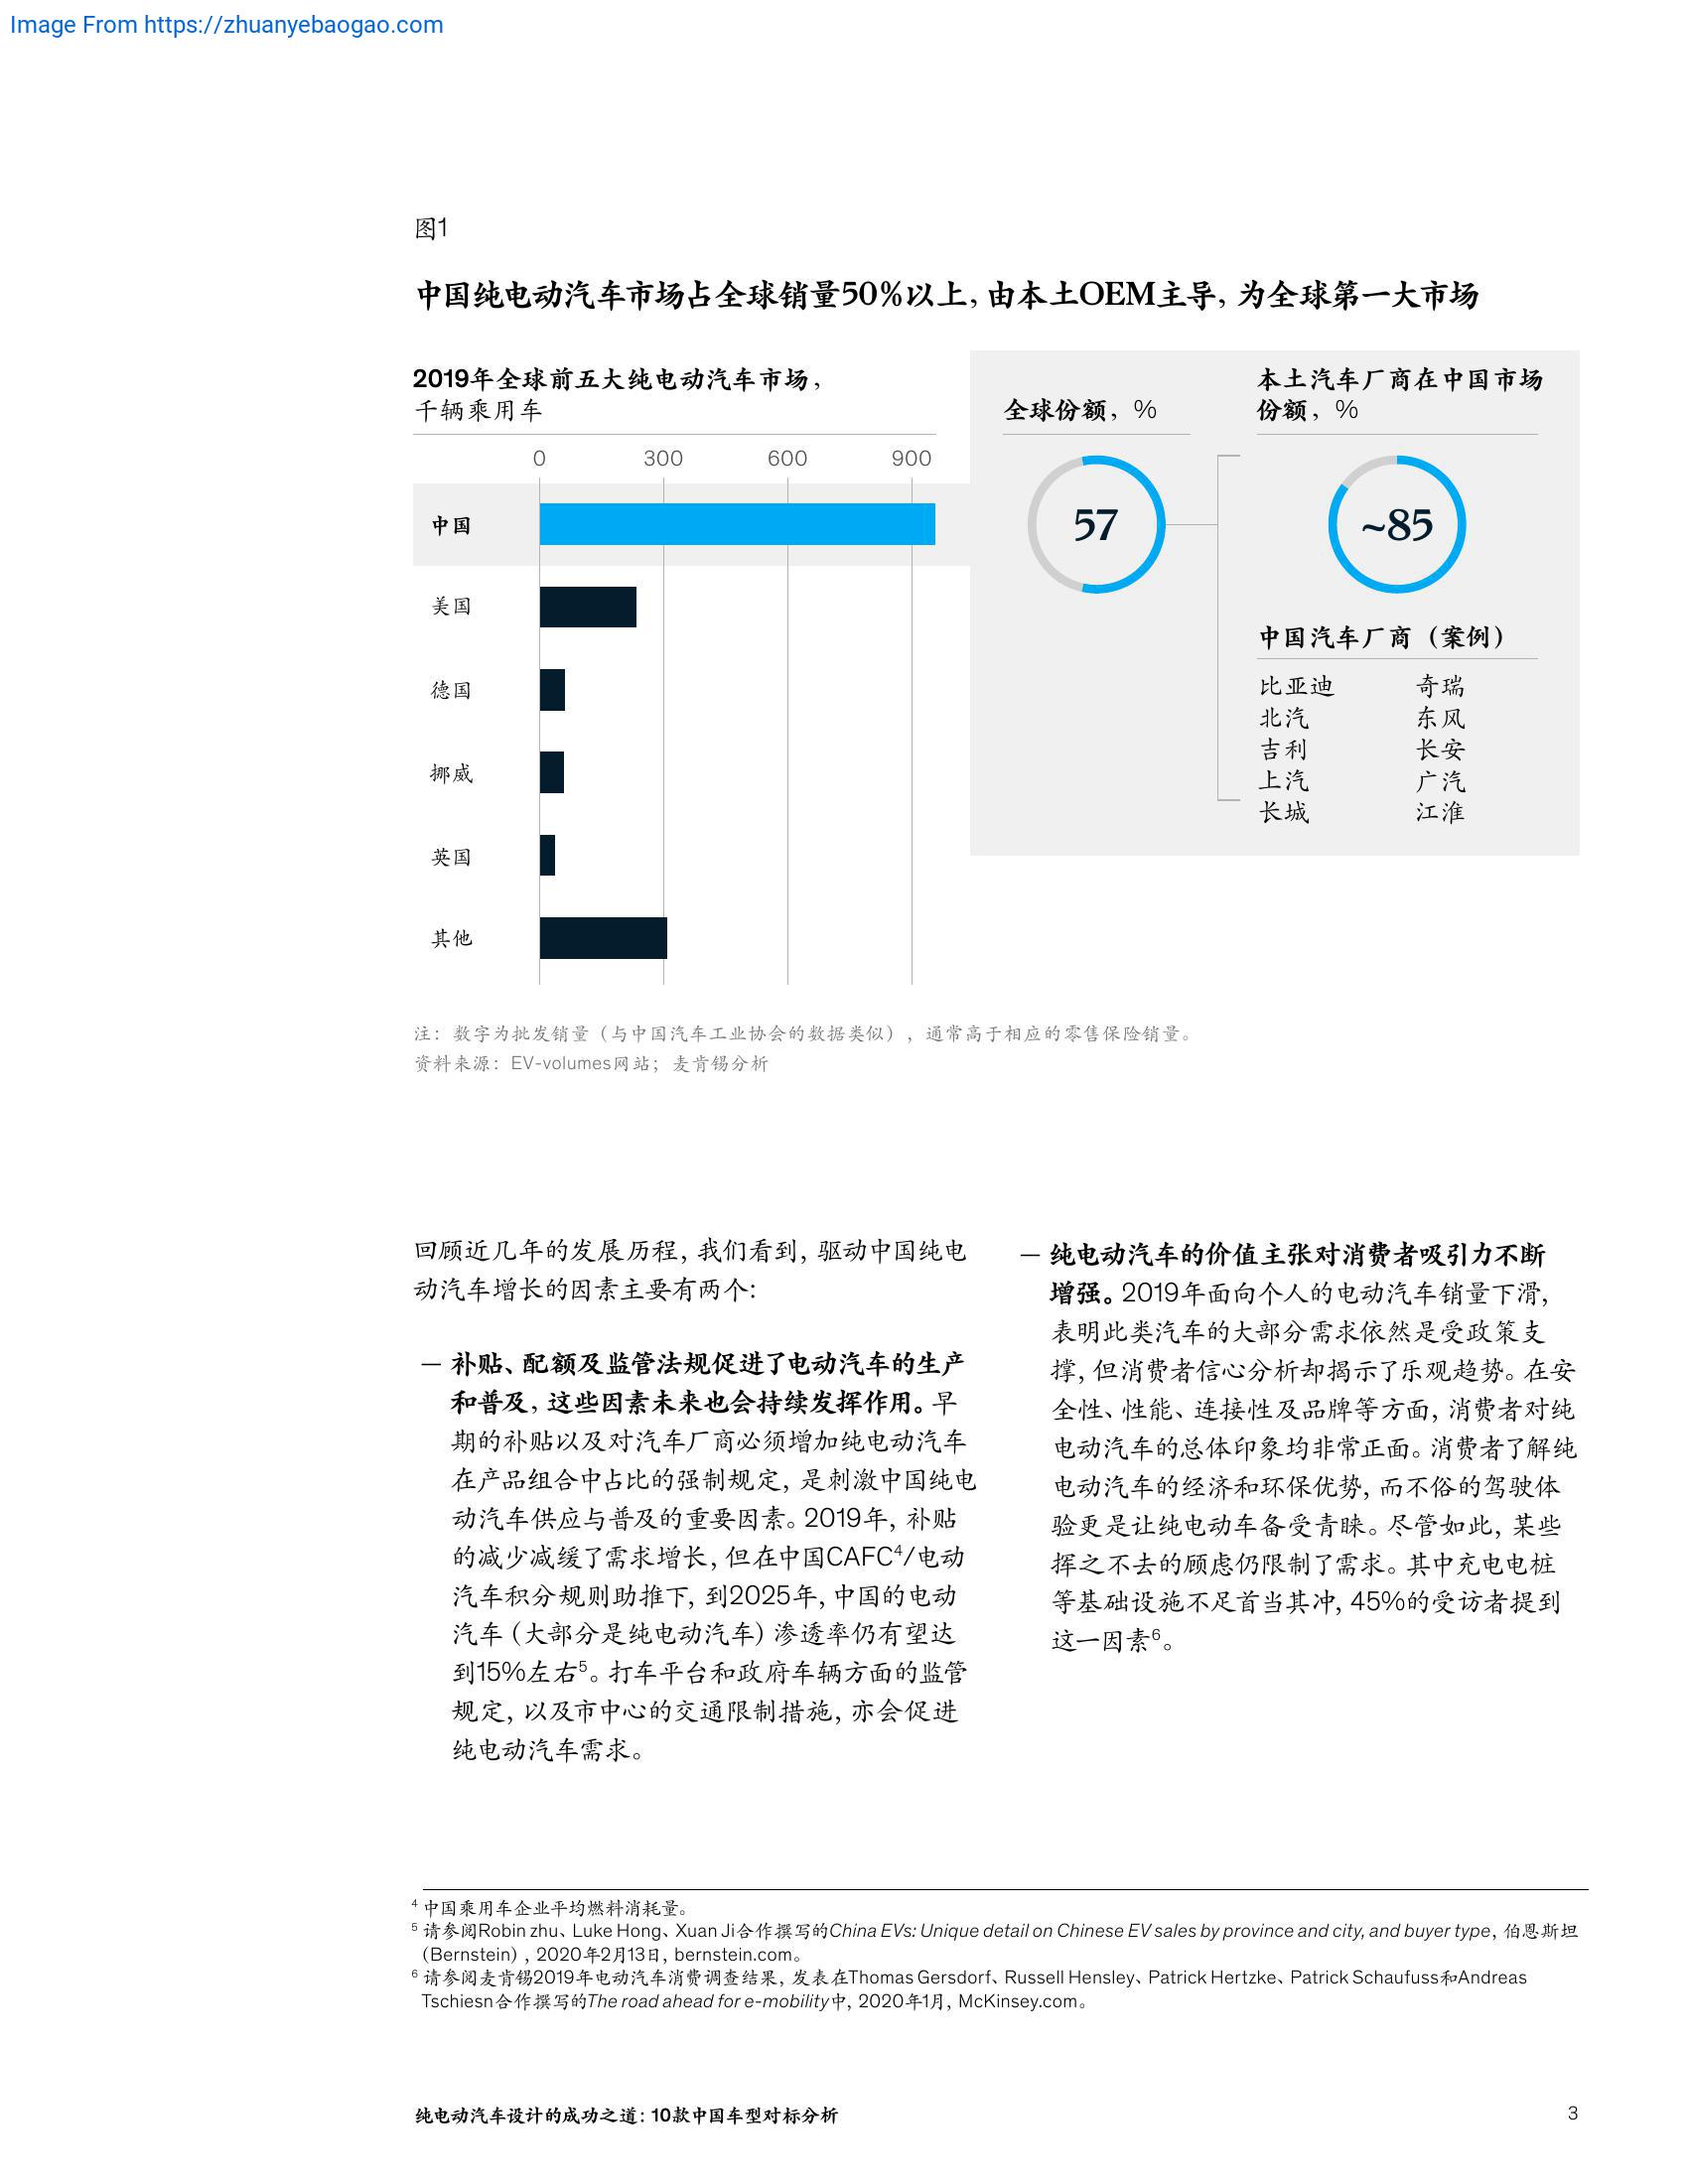 Image From https://zhuanyebaogao.com
图1
中国纯电动汽车市场占全球销量50%以上，由本土OEM主导，为全球第一大市场
2019年全球前五大纯电动汽车市场，
千辆乘用车
0 300 600 900
中国
美国
德国
挪威
英国
其他
全球份额，%
57
本土汽车厂商在中国市场
份额，%
~85
中国汽车厂商（案例）
比亚迪 奇瑞
北汽 东风
吉利 长安
上汽 广汽
长城 江淮
注：数字为批发销量（与中国汽车工业协会的数据类似），通常高于相应的零售保险销量。
资料来源：EV-volumes网站；麦肯锡分析
回顾近几年的发展历程，我们看到，驱动中国纯电
动汽车增长的因素主要有两个：
— 补贴、配额及监管法规促进了电动汽车的生产
和普及，这些因素未来也会持续发挥作用。早
期的补贴以及对汽车厂商必须增加纯电动汽车
在产品组合中占比的强制规定，是刺激中国纯电
动汽车供应与普及的重要因素。2019年，补贴
的减少减缓了需求增长，但在中国CAFC⁴/电动
汽车积分规则助推下，到2025年，中国的电动
汽车（大部分是纯电动汽车）渗透率仍有望达
到15%左右⁵。打车平台和政府车辆方面的监管
规定，以及市中心的交通限制措施，亦会促进
纯电动汽车需求。
— 纯电动汽车的价值主张对消费者吸引力不断
增强。2019年面向个人的电动汽车销量下滑，
表明此类汽车的大部分需求依然是受政策支
撑，但消费者信心分析却揭示了乐观趋势。在安
全性、性能、连接性及品牌等方面，消费者对纯
电动汽车的总体印象均非常正面。消费者了解纯
电动汽车的经济和环保优势，而不俗的驾驶体
验更是让纯电动车备受青睐。尽管如此，某些
挥之不去的顾虑仍限制了需求。其中充电电桩
等基础设施不足首当其冲，45%的受访者提到
这一因素⁶。
⁴ 中国乘用车企业平均燃料消耗量。
⁵ 请参阅Robin zhu、Luke Hong、Xuan Ji合作撰写的China EVs: Unique detail on Chinese EV sales by province and city, and buyer type，伯恩斯坦
（Bernstein），2020年2月13日，bernstein.com。
⁶ 请参阅麦肯锡2019年电动汽车消费调查结果，发表在Thomas Gersdorf、Russell Hensley、Patrick Hertzke、Patrick Schaufuss和Andreas
Tschiesn合作撰写的The road ahead for e-mobility中，2020年1月，McKinsey.com。
纯电动汽车设计的成功之道：10款中国车型对标分析
3